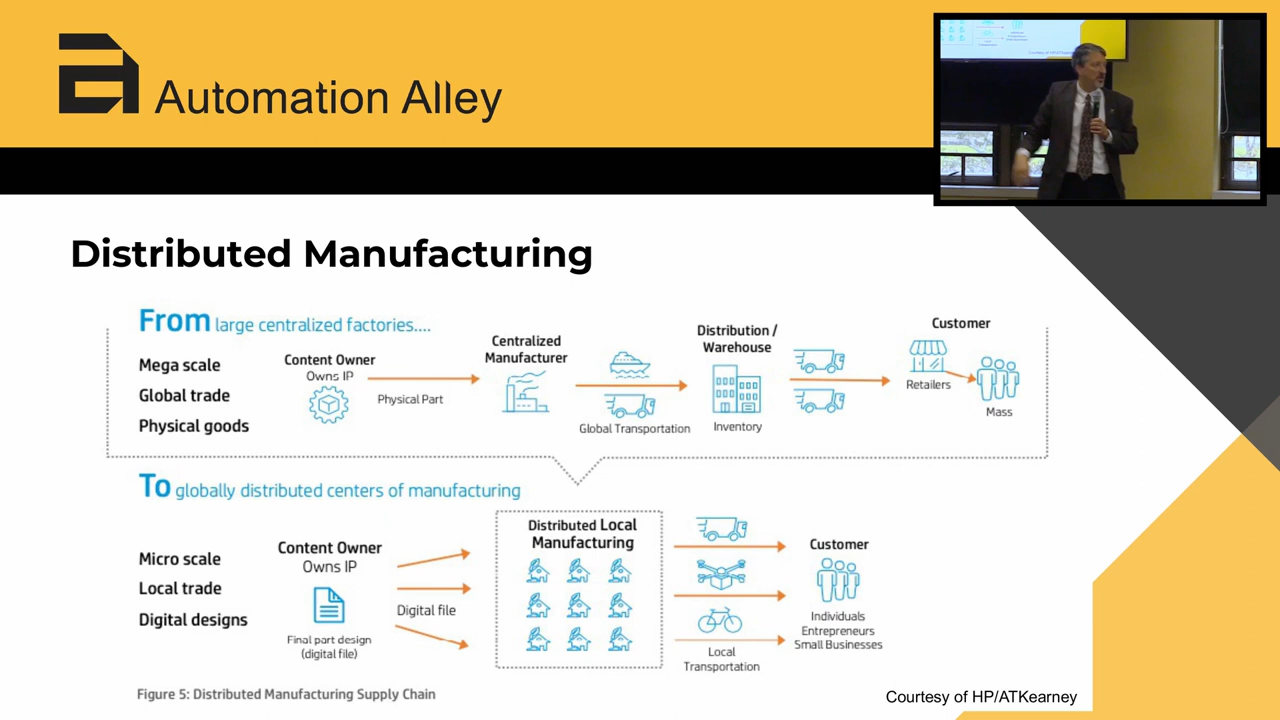 Automation Alley
Distributed Manufacturing
From large centralized factories....
Mega scale
Global trade
Physical goods
Content Owner
Owns IP
Physical Part
Centralized
Manufacturer
Global Transportation
Distribution /
Warehouse
Inventory
Customer
Retailers
Mass
To globally distributed centers of manufacturing
Micro scale
Local trade
Digital designs
Content Owner
Owns IP
Final part design
(digital file)
Digital file
Distributed Local
Manufacturing
Local
Transportation
Customer
Individuals
Entrepreneurs
Small Businesses
Figure 5: Distributed Manufacturing Supply Chain
Courtesy of HP/ATKearney